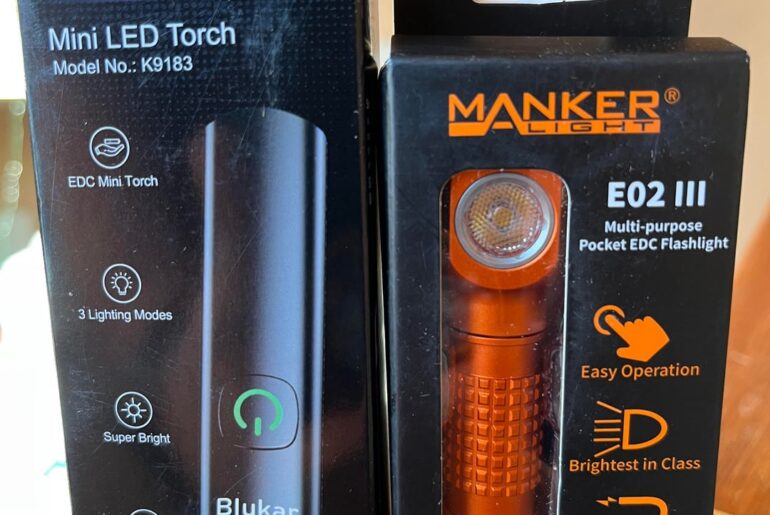 Mini LED Torch
Model No.: K9183
EDC Mini Torch
3 Lighting Modes
Super Bright
Blukar
MANKER®
LIGHT
E02 III
Multi-purpose
Pocket EDC Flashlight
Easy Operation
Brightest in Class